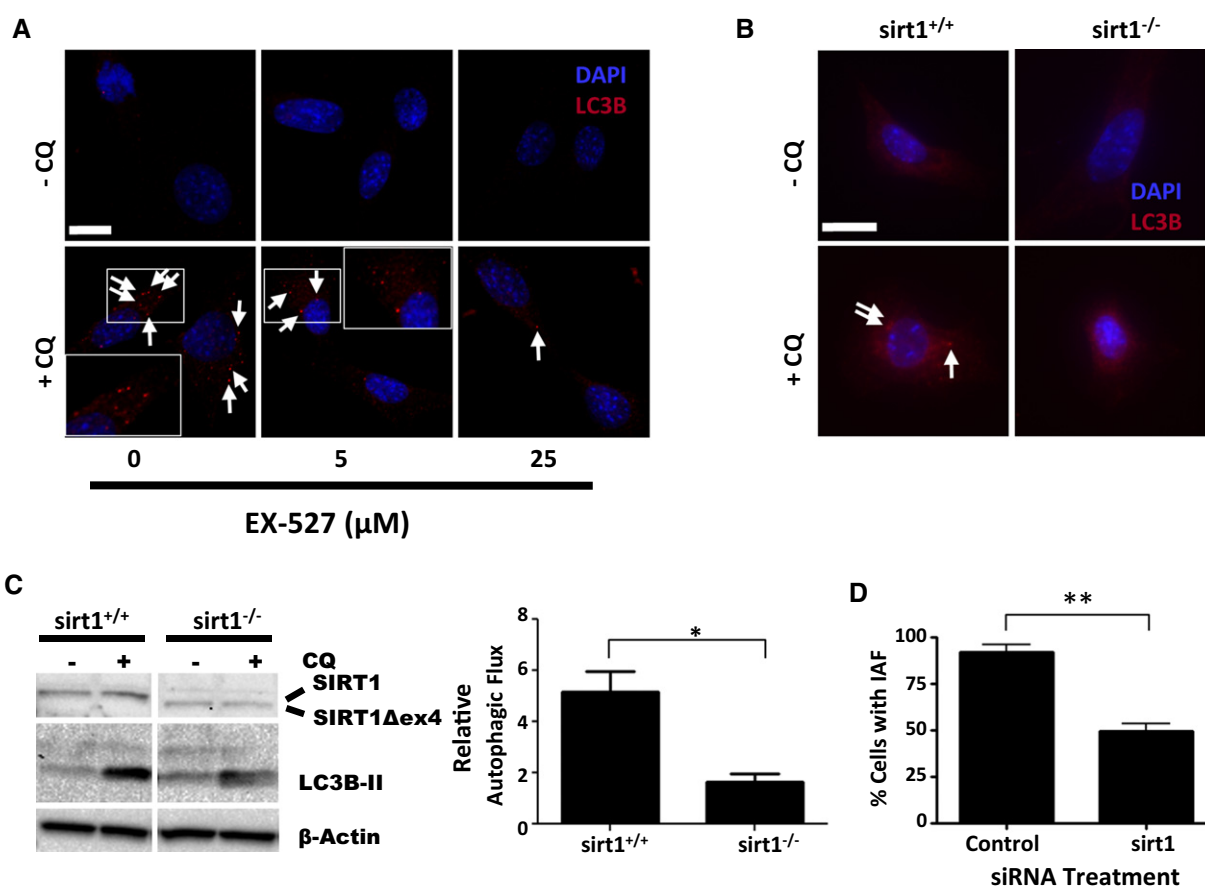 A
DAPI
LC3B
- CQ
+ CQ
0 5 25
EX-527 (µM)
B
sirt1+/+ sirt1-/-
- CQ
DAPI
LC3B
+ CQ
C
sirt1+/+ sirt1-/-
- + - + CQ
SIRT1
SIRT1Δex4
LC3B-II
β-Actin
Relative
Autophagic Flux
8
6
4
2
0
*
sirt1+/+ sirt1-/-
D
% Cells with IAF
100
75
50
25
0
**
Control sirt1
siRNA Treatment